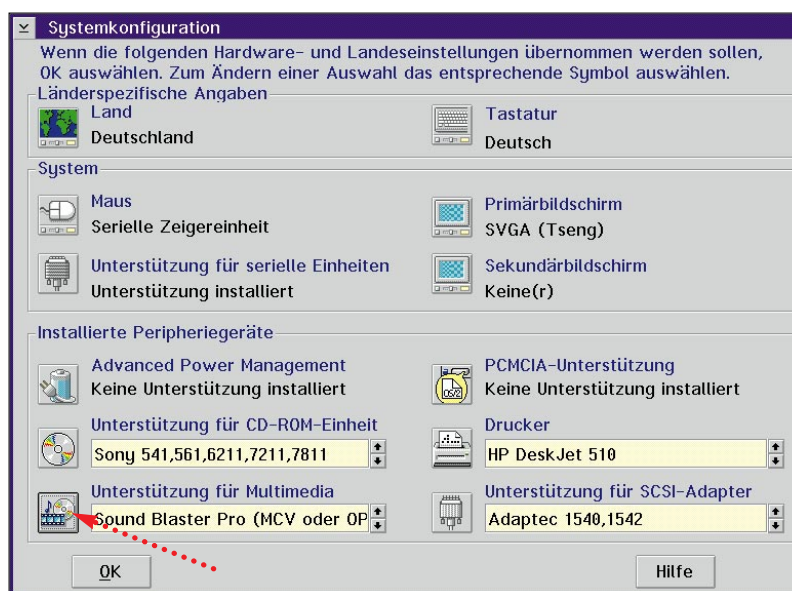 Systemkonfiguration
Wenn die folgenden Hardware- und Landeseinstellungen übernommen werden sollen,
OK auswählen. Zum Ändern einer Auswahl das entsprechende Symbol auswählen.
Länderspezifische Angaben
Land
Deutschland
Tastatur
Deutsch
System
Maus
Serielle Zeigereinheit
Primärbildschirm
SVGA (Tseng)
Unterstützung für serielle Einheiten
Unterstützung installiert
Sekundärbildschirm
Keine(r)
Installierte Peripheriegeräte
Advanced Power Management
Keine Unterstützung installiert
PCMCIA-Unterstützung
Keine Unterstützung installiert
OS/2
Unterstützung für CD-ROM-Einheit
Sony 541,561,6211,7211,7811
Drucker
HP DeskJet 510
Unterstützung für Multimedia
Sound Blaster Pro (MCV oder OP
Unterstützung für SCSI-Adapter
Adaptec 1540,1542
OK
Hilfe